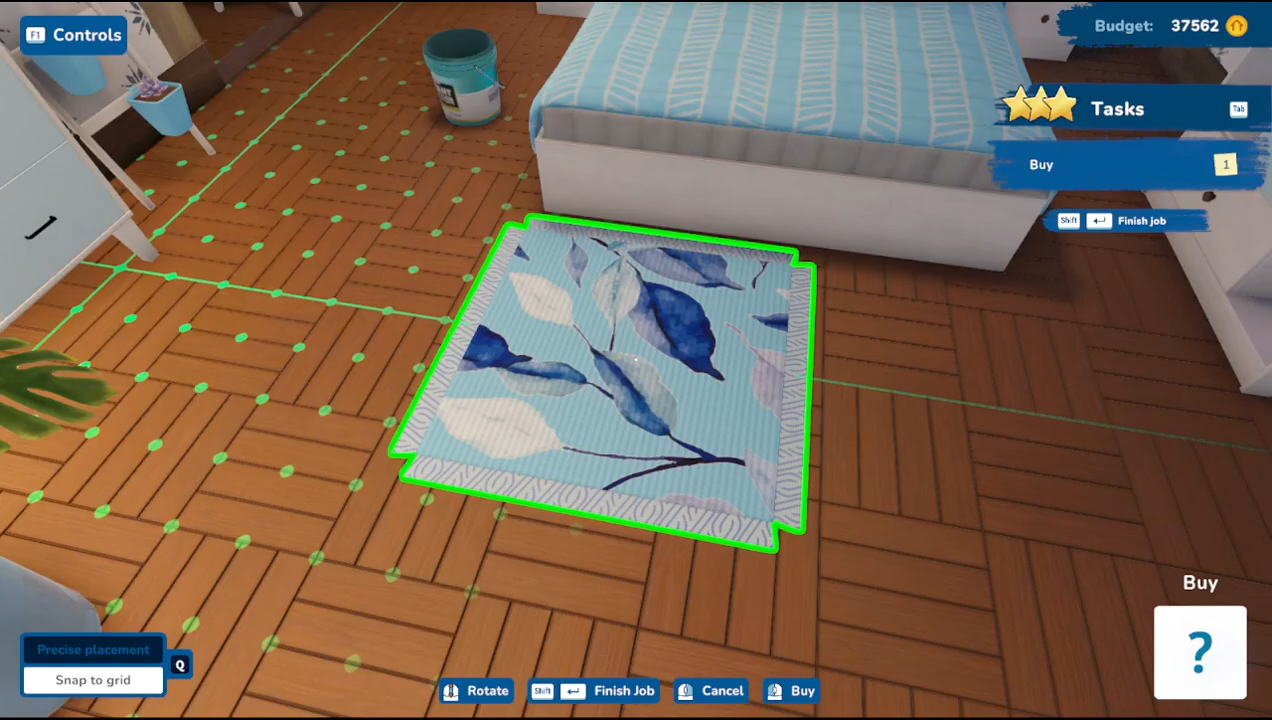 F1 Controls
Budget: 37562
Tasks Tab
Buy 1
Shift Finish job
Buy
?
Precise placement
Snap to grid
Q
Rotate Shift Finish Job Cancel Buy